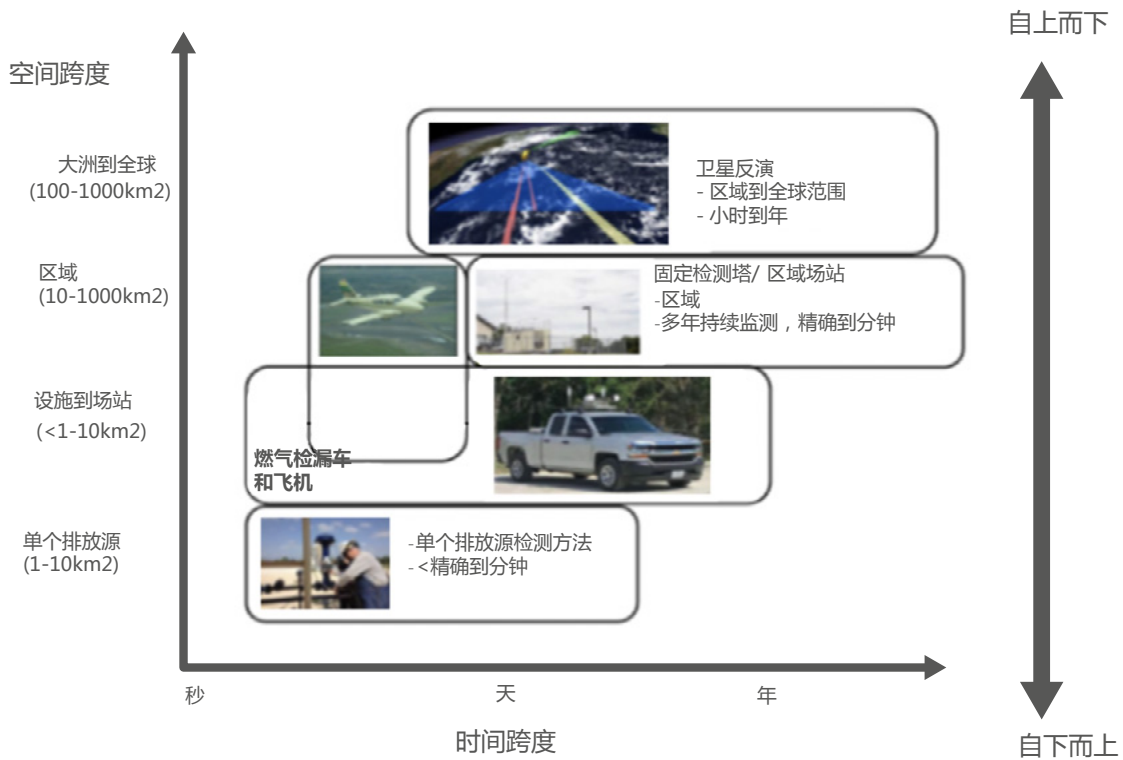 自上而下
空间跨度
大洲到全球
(100-1000km2)
卫星反演
- 区域到全球范围
- 小时到年
区域
(10-1000km2)
固定检测塔/ 区域场站
-区域
-多年持续监测，精确到分钟
设施到场站
(<1-10km2)
燃气检漏车
和飞机
单个排放源
(1-10km2)
-单个排放源检测方法
-<精确到分钟
秒
天
年
时间跨度
自下而上